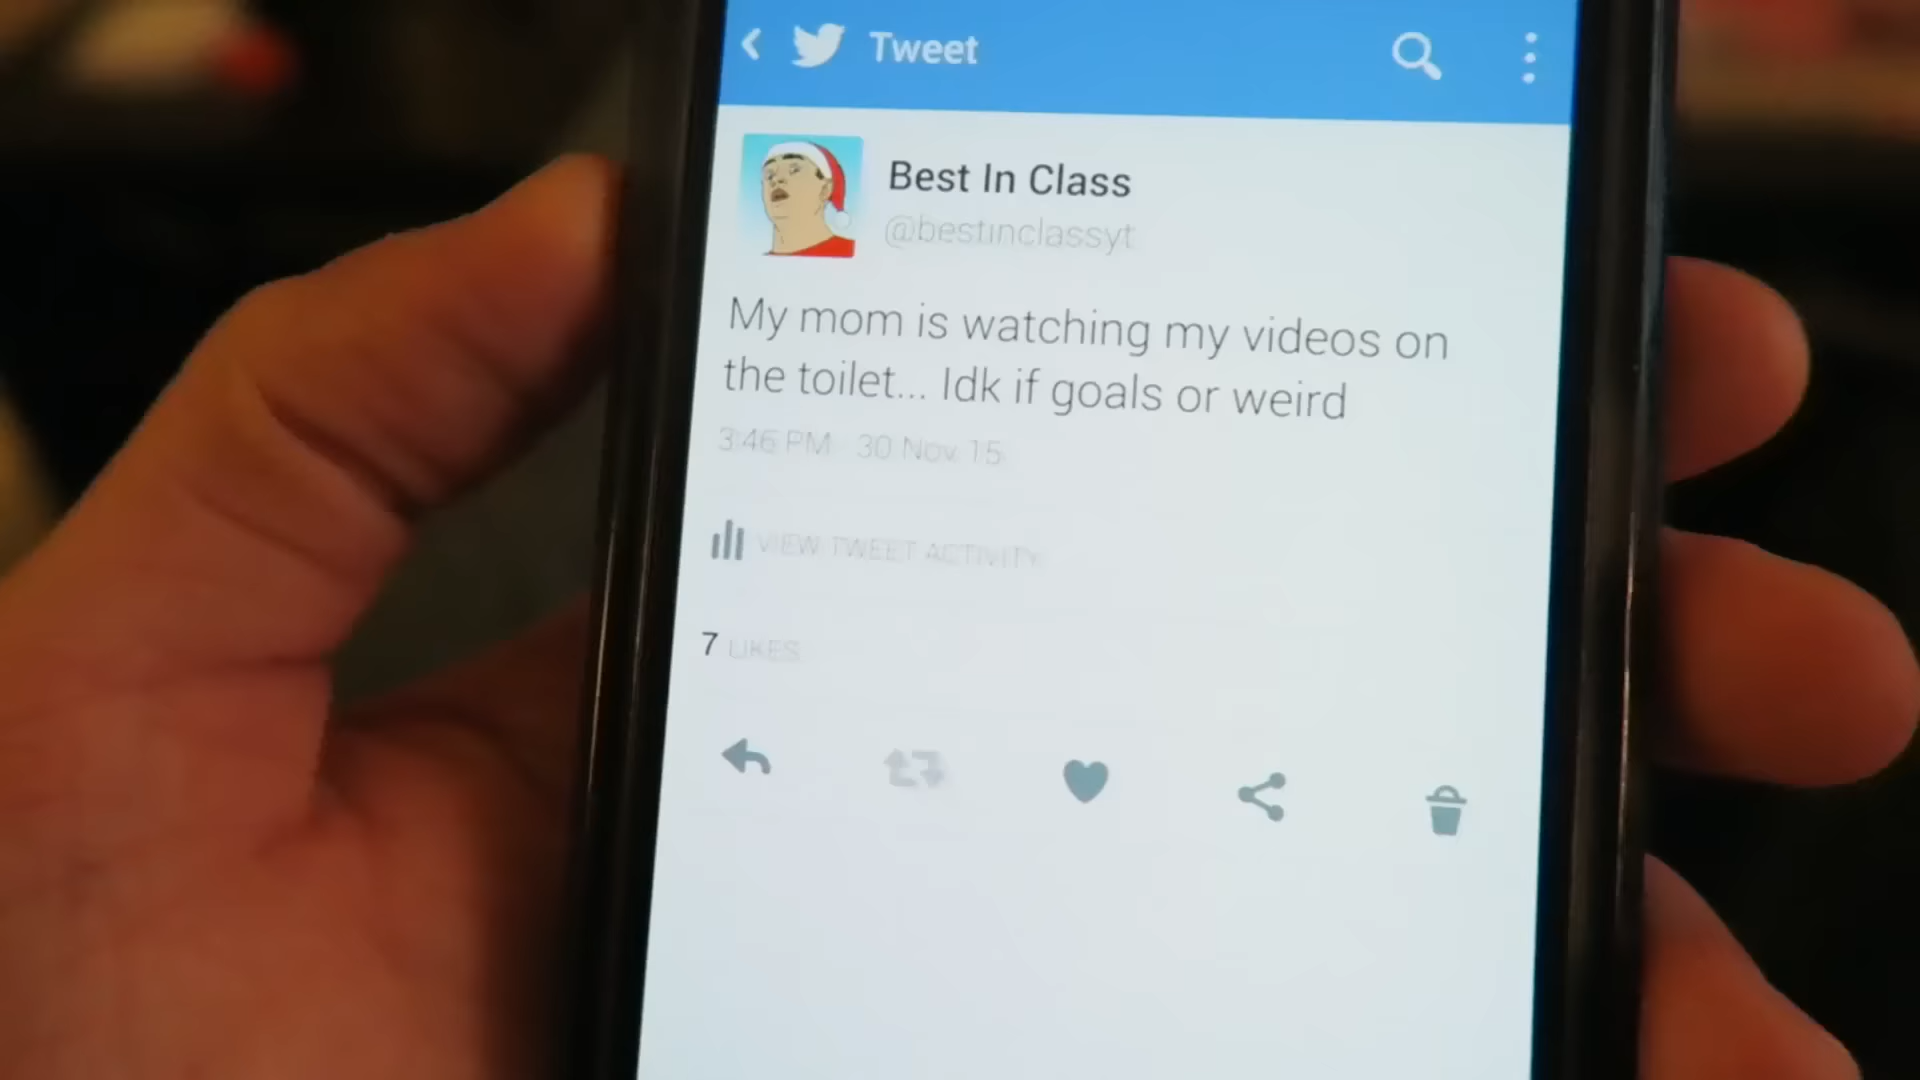 Tweet
Best In Class
@bestinclassyt
My mom is watching my videos on
the toilet... Idk if goals or weird
3:46 PM 30 Nov 15
VIEW TWEET ACTIVITY
7 LIKES